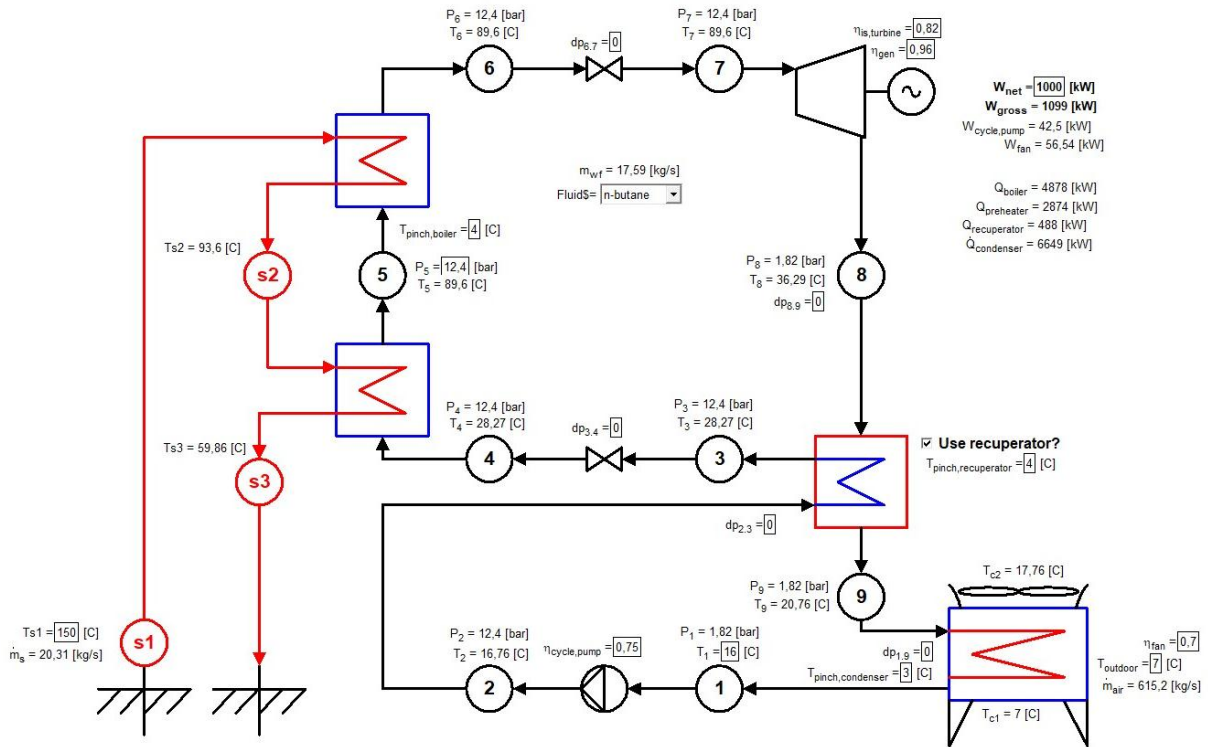 P6 = 12,4 [bar]
T6 = 89,6 [C]
6
dp6.7 = 0
P7 = 12,4 [bar]
T7 = 89,6 [C]
7
ηis,turbine = 0,82
ηgen = 0,96
Wnet = 1000 [kW]
Wgross = 1099 [kW]
Wcycle,pump = 42,5 [kW]
Wfan = 56,54 [kW]
mwf = 17,59 [kg/s]
Fluid$= n-butane
Qboiler = 4878 [kW]
Qpreheater = 2874 [kW]
Qrecuperator = 488 [kW]
Q̇condenser = 6649 [kW]
Tpinch,boiler = 4 [C]
Ts2 = 93,6 [C]
s2
5
P5 = 12,4 [bar]
T5 = 89,6 [C]
P8 = 1,82 [bar]
T8 = 36,29 [C]
dp8.9 = 0
8
Ts3 = 59,86 [C]
s3
P4 = 12,4 [bar]
T4 = 28,27 [C]
4
dp3.4 = 0
P3 = 12,4 [bar]
T3 = 28,27 [C]
3
Use recuperator?
Tpinch,recuperator = 4 [C]
dp2.3 = 0
P9 = 1,82 [bar]
T9 = 20,76 [C]
9
Tc2 = 17,76 [C]
Ts1 = 150 [C]
ṁs = 20,31 [kg/s]
s1
P2 = 12,4 [bar]
T2 = 16,76 [C]
2
ηcycle,pump = 0,75
P1 = 1,82 [bar]
T1 = 16 [C]
1
dp1.9 = 0
Tpinch,condenser = 3 [C]
ηfan = 0,7
Toutdoor = 7 [C]
ṁair = 615,2 [kg/s]
Tc1 = 7 [C]